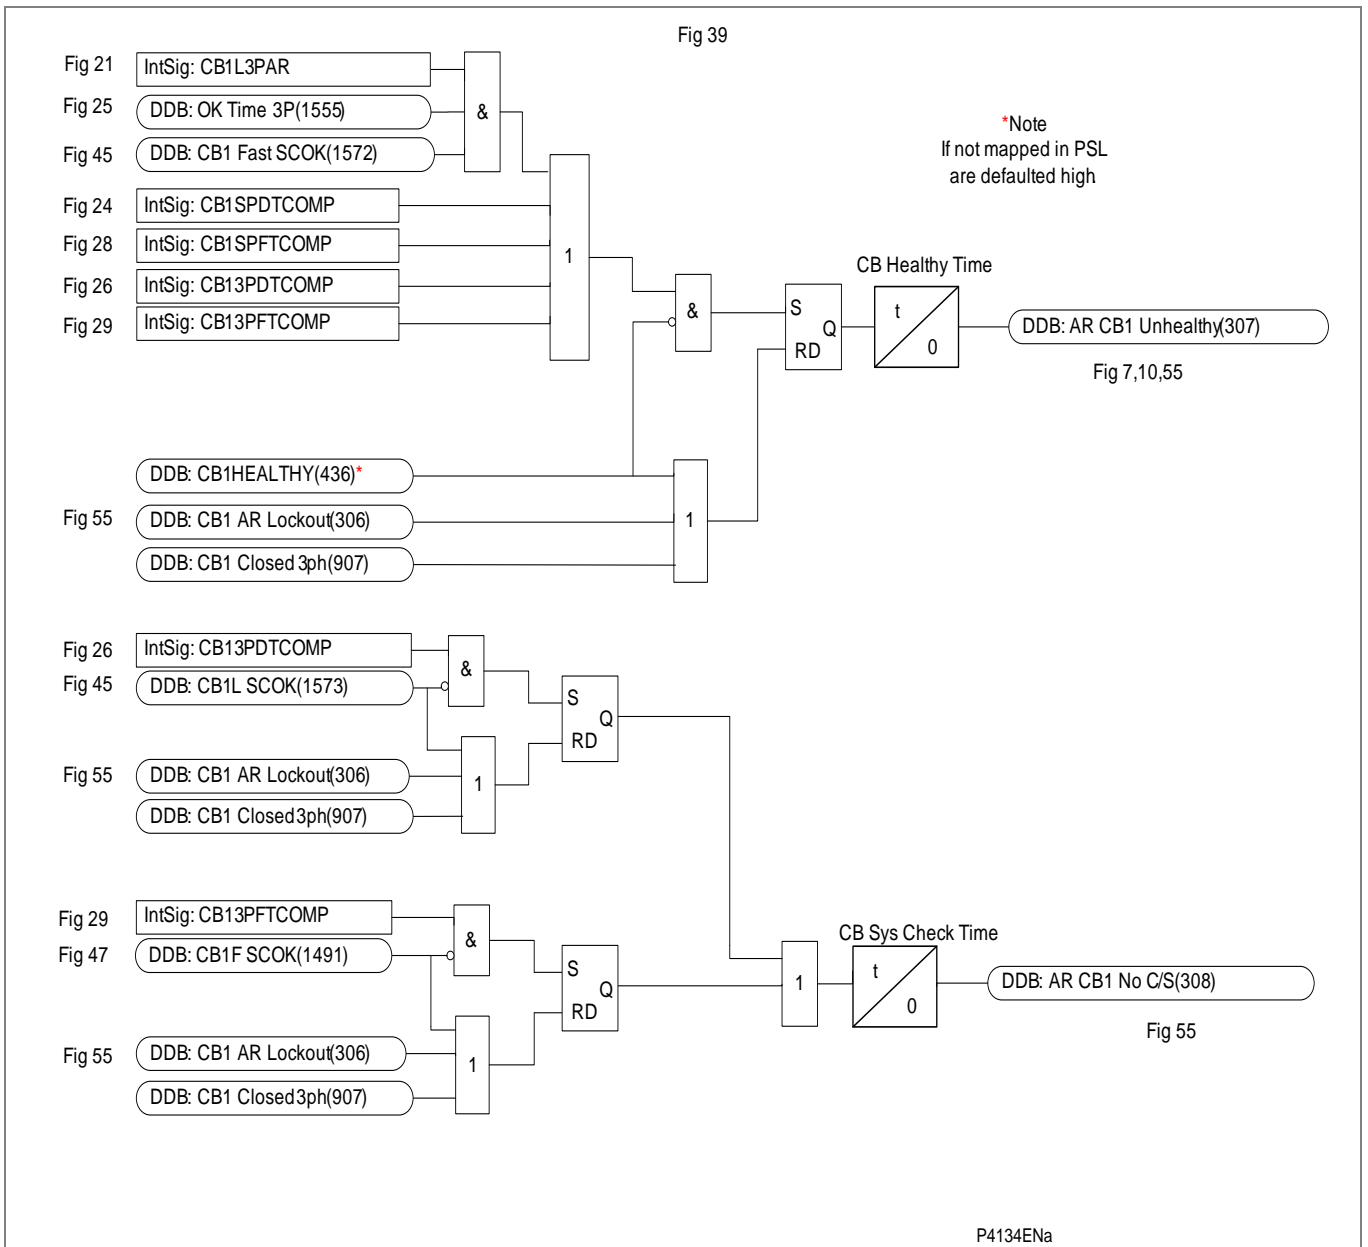 Fig 39
Fig 21 IntSig: CB1L3PAR
Fig 25 DDB: OK Time 3P(1555)
Fig 45 DDB: CB1 Fast SCOK(1572)
&
*Note
If not mapped in PSL
are defaulted high
Fig 24 IntSig: CB1SPDTCOMP
Fig 28 IntSig: CB1SPFTCOMP
Fig 26 IntSig: CB13PDTCOMP
Fig 29 IntSig: CB13PFTCOMP
1
&
S
Q
RD
CB Healthy Time
t
0
DDB: AR CB1 Unhealthy(307)
Fig 7,10,55
DDB: CB1HEALTHY(436)*
Fig 55 DDB: CB1 AR Lockout(306)
DDB: CB1 Closed 3ph(907)
1
Fig 26 IntSig: CB13PDTCOMP
Fig 45 DDB: CB1L SCOK(1573)
&
S
Q
RD
Fig 55 DDB: CB1 AR Lockout(306)
DDB: CB1 Closed 3ph(907)
1
Fig 29 IntSig: CB13PFTCOMP
Fig 47 DDB: CB1F SCOK(1491)
&
S
Q
RD
1
CB Sys Check Time
t
0
DDB: AR CB1 No C/S(308)
Fig 55
Fig 55 DDB: CB1 AR Lockout(306)
DDB: CB1 Closed 3ph(907)
1
P4134ENa